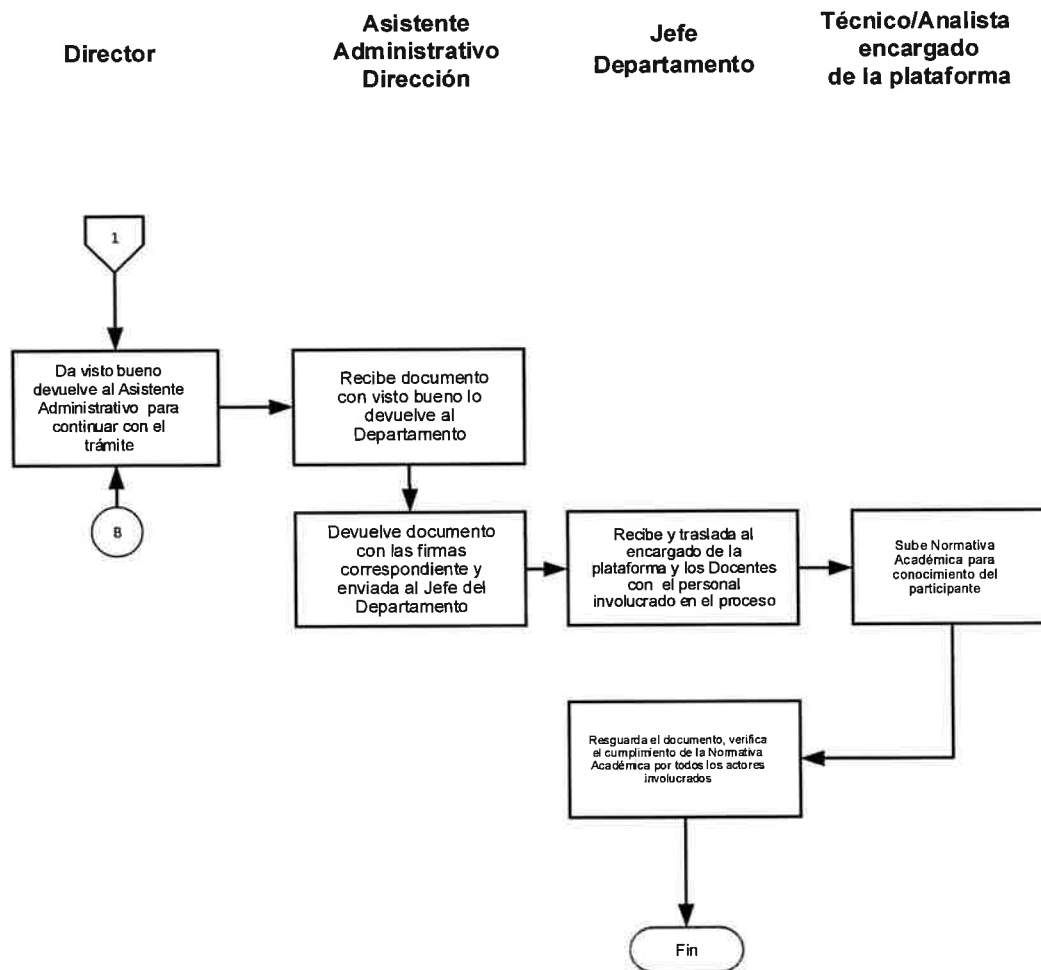 Director
Asistente
Administrativo
Dirección
Jefe
Departamento
Técnico/Analista
encargado
de la plataforma
1
Da visto bueno
devuelve al Asistente
Administrativo para
continuar con el
trámite
Recibe documento
con visto bueno lo
devuelve al
Departamento
B
Devuelve documento
con las firmas
correspondiente y
enviada al Jefe del
Departamento
Recibe y traslada al
encargado de la
plataforma y los Docentes
con el personal
involucrado en el proceso
Sube Normativa
Académica para
conocimiento del
participante
Resguarda el documento, verifica
el cumplimiento de la Normativa
Académica por todos los actores
involucrados
Fin